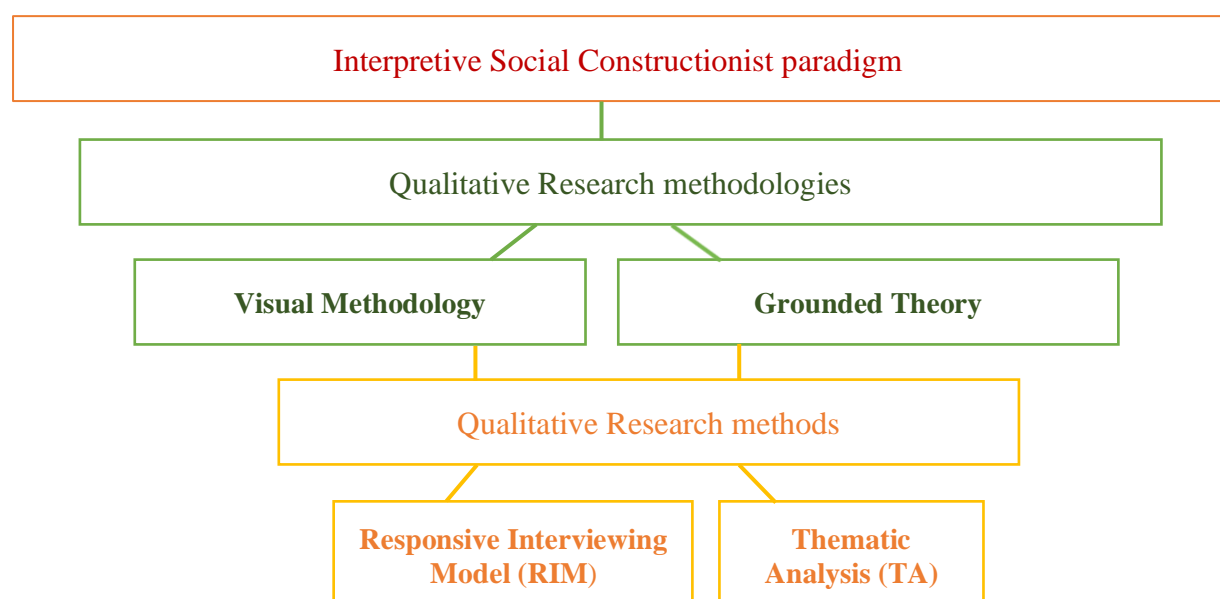 Interpretive Social Constructionist paradigm
Qualitative Research methodologies
Visual Methodology
Grounded Theory
Qualitative Research methods
Responsive Interviewing
Model (RIM)
Thematic
Analysis (TA)